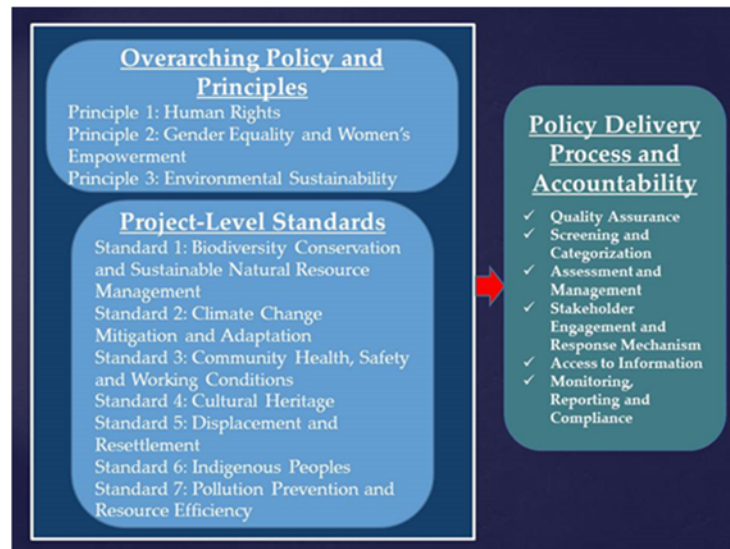 Overarching Policy and
Principles
Principle 1: Human Rights
Principle 2: Gender Equality and Women's
Empowerment
Principle 3: Environmental Sustainability
Project-Level Standards
Standard 1: Biodiversity Conservation
and Sustainable Natural Resource
Management
Standard 2: Climate Change
Mitigation and Adaptation
Standard 3: Community Health, Safety
and Working Conditions
Standard 4: Cultural Heritage
Standard 5: Displacement and
Resettlement
Standard 6: Indigenous Peoples
Standard 7: Pollution Prevention and
Resource Efficiency
Policy Delivery
Process and
Accountability
✓ Quality Assurance
✓ Screening and
Categorization
✓ Assessment and
Management
✓ Stakeholder
Engagement and
Response Mechanism
✓ Access to Information
✓ Monitoring,
Reporting and
Compliance